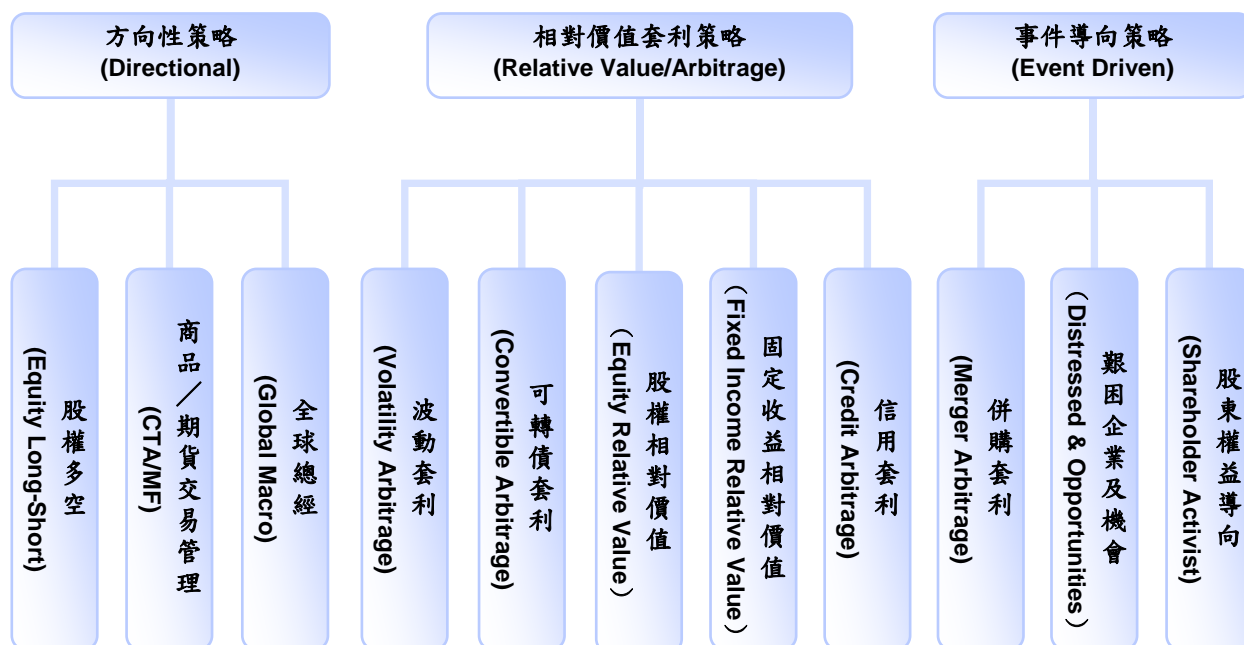 方向性策略
(Directional)
相對價值套利策略
(Relative Value/Arbitrage)
事件導向策略
(Event Driven)
股權多空
(Equity Long-Short)
商品／期貨交易管理
(CTA/MF)
全球總經
(Global Macro)
波動套利
(Volatility Arbitrage)
可轉債套利
(Convertible Arbitrage)
股權相對價值
（Equity Relative Value）
固定收益相對價值
（Fixed Income Relative Value）
信用套利
(Credit Arbitrage)
併購套利
(Merger Arbitrage)
艱困企業及機會
（Distressed & Opportunities）
股東權益導向
(Shareholder Activist)